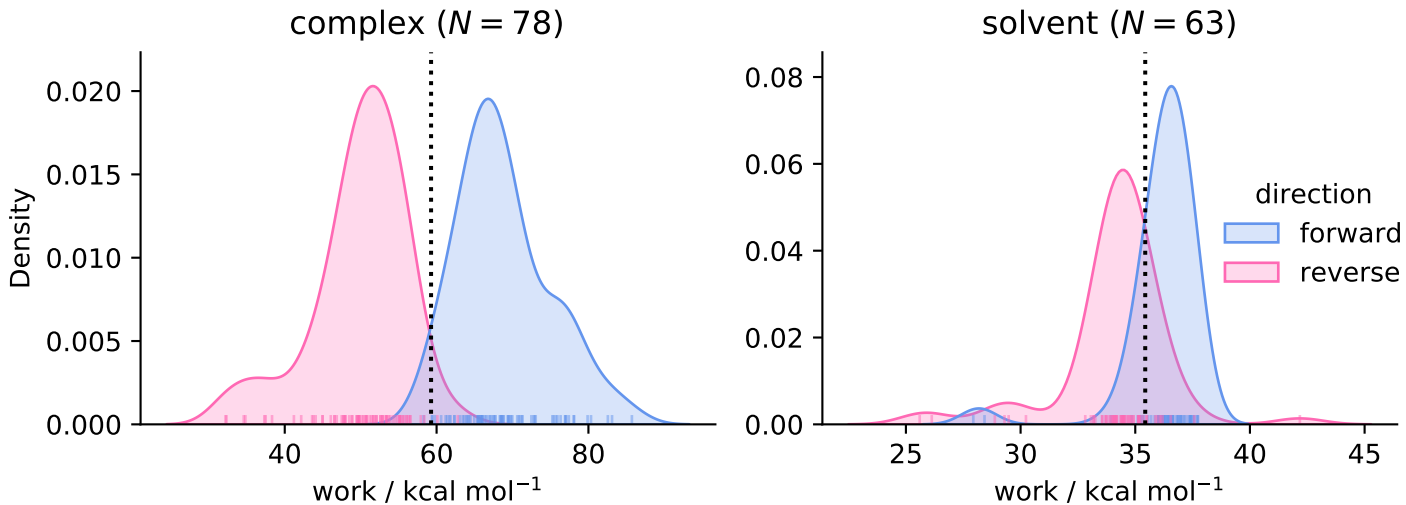 complex (N = 78)
Density
0.020
0.015
0.010
0.005
0.000
40 60 80
work / kcal mol⁻¹
solvent (N = 63)
0.08
0.06
0.04
0.02
0.00
25 30 35 40 45
work / kcal mol⁻¹
direction
forward
reverse